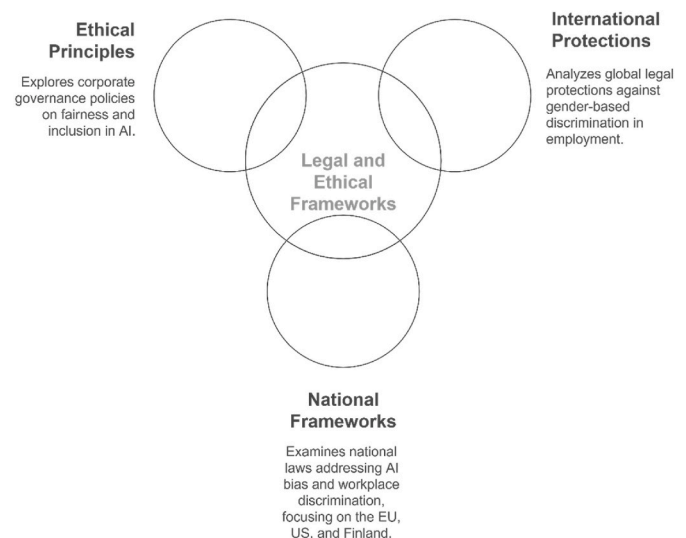 Ethical
Principles
Explores corporate
governance policies
on fairness and
inclusion in AI.
International
Protections
Analyzes global legal
protections against
gender-based
discrimination in
employment.
Legal and
Ethical
Frameworks
National
Frameworks
Examines national
laws addressing AI
bias and workplace
discrimination,
focusing on the EU,
US, and Finland.